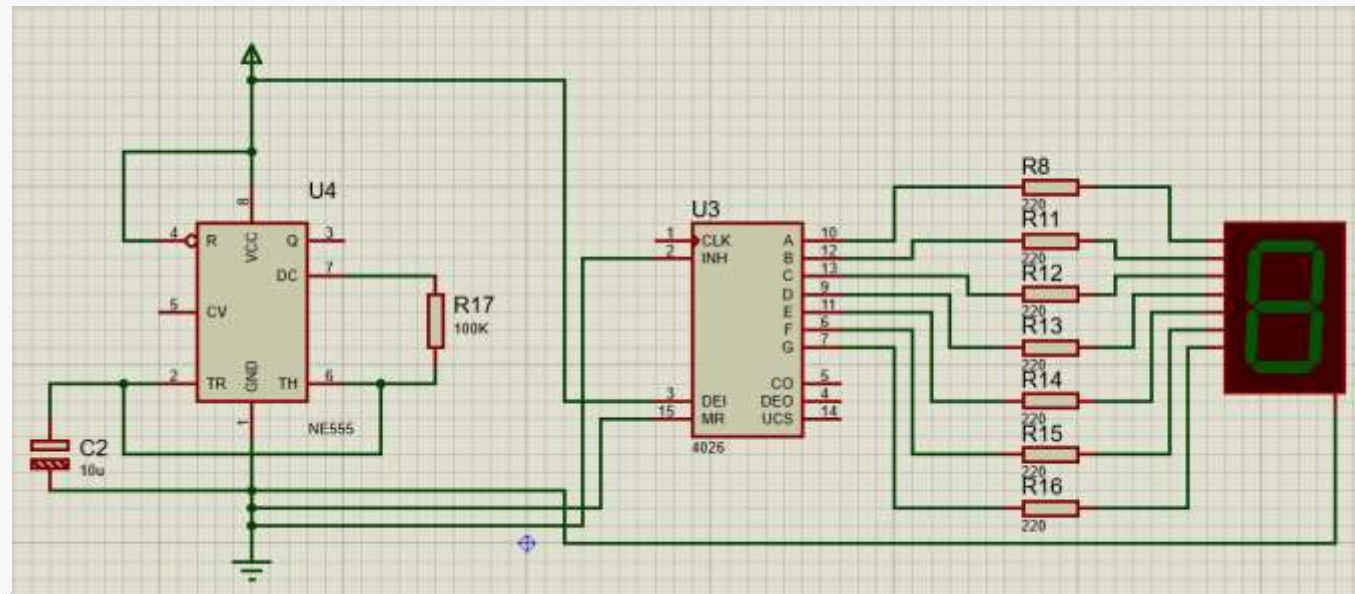 U4
8
VCC
4
R
Q
3
DC
7
5
CV
2
TR
GND
TH
6
1
NE555
R17
100K
C2
10u
U3
1
CLK
2
INH
3
DEI
15
MR
A
10
B
12
C
13
D
9
E
11
F
6
G
7
CO
5
DEO
4
UCS
14
4026
R8
220
R11
220
R12
220
R13
220
R14
220
R15
220
R16
220